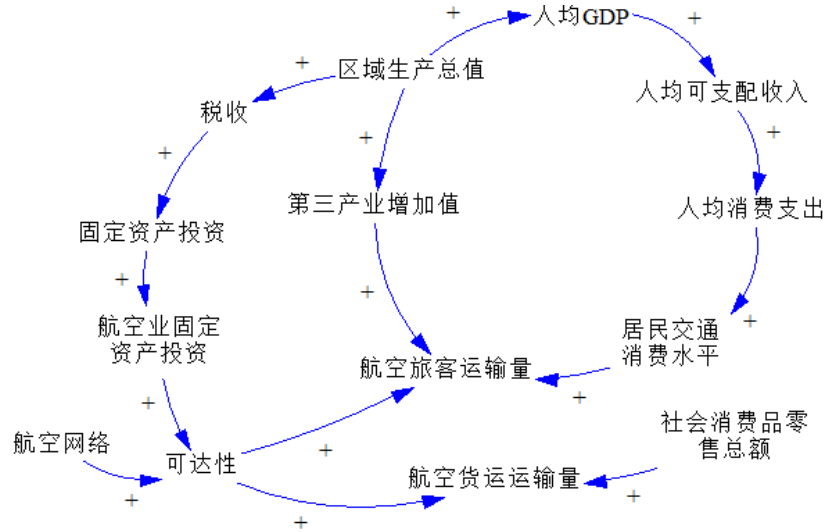 +
人均GDP
+
+
区域生产总值
人均可支配收入
税收
+
+
+
第三产业增加值
人均消费支出
固定资产投资
+
+
航空业固定
资产投资
+
居民交通
消费水平
航空旅客运输量
+
+
社会消费品零
售总额
航空网络
可达性
+
航空货运运输量
+
+
+